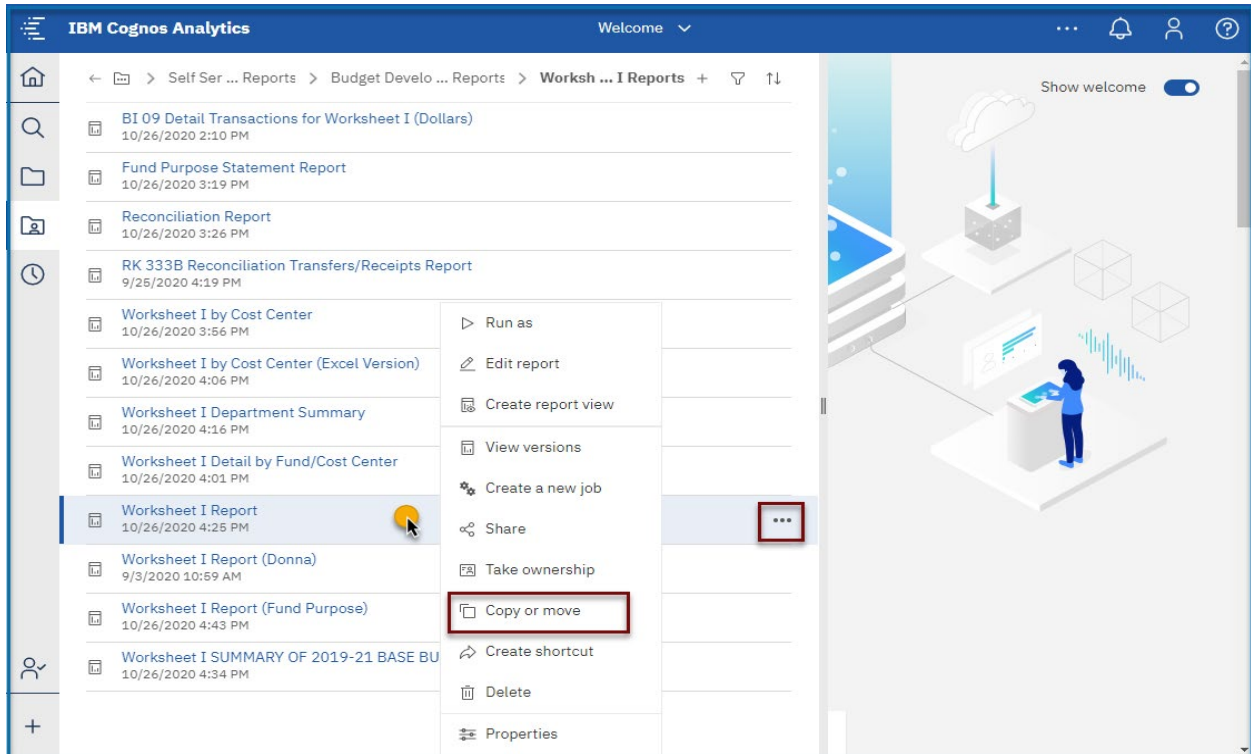 IBM Cognos Analytics
Welcome
← > Self Ser ... Reports > Budget Develo ... Reports > Worksh ... I Reports +
Show welcome
BI 09 Detail Transactions for Worksheet I (Dollars)
10/26/2020 2:10 PM
Fund Purpose Statement Report
10/26/2020 3:19 PM
Reconciliation Report
10/26/2020 3:26 PM
RK 333B Reconciliation Transfers/Receipts Report
9/25/2020 4:19 PM
Worksheet I by Cost Center
10/26/2020 3:56 PM
Worksheet I by Cost Center (Excel Version)
10/26/2020 4:06 PM
Worksheet I Department Summary
10/26/2020 4:16 PM
Worksheet I Detail by Fund/Cost Center
10/26/2020 4:01 PM
Worksheet I Report
10/26/2020 4:25 PM
Worksheet I Report (Donna)
9/3/2020 10:59 AM
Worksheet I Report (Fund Purpose)
10/26/2020 4:43 PM
Worksheet I SUMMARY OF 2019-21 BASE BU
10/26/2020 4:34 PM
Run as
Edit report
Create report view
View versions
Create a new job
Share
Take ownership
Copy or move
Create shortcut
Delete
Properties